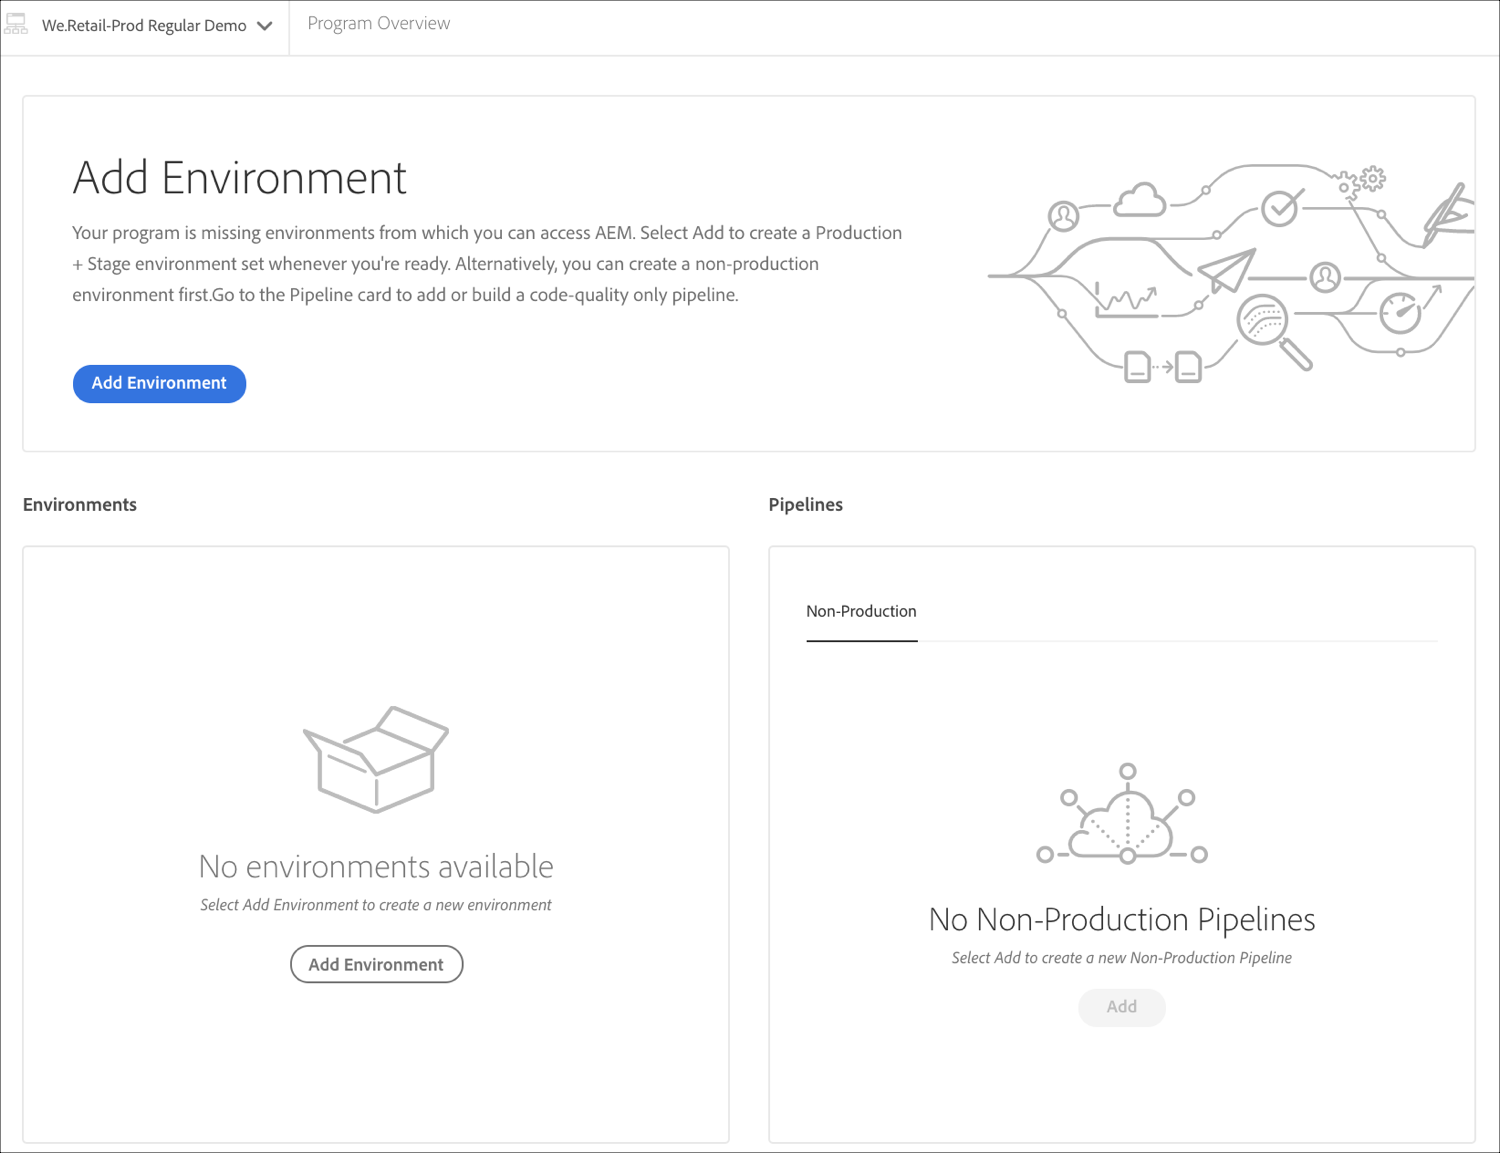 We.Retail-Prod Regular Demo
Program Overview
Add Environment
Your program is missing environments from which you can access AEM. Select Add to create a Production
+ Stage environment set whenever you're ready. Alternatively, you can create a non-production
environment first.Go to the Pipeline card to add or build a code-quality only pipeline.
Add Environment
Environments
No environments available
Select Add Environment to create a new environment
Add Environment
Pipelines
Non-Production
No Non-Production Pipelines
Select Add to create a new Non-Production Pipeline
Add